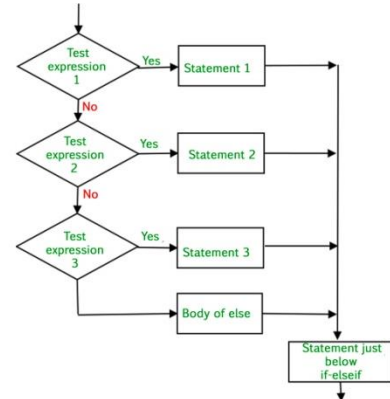 Test
expression
1
Yes
Statement 1
No
Test
expression
2
Yes
Statement 2
No
Test
expression
3
Yes
Statement 3
Body of else
Statement just
below
if-elseif